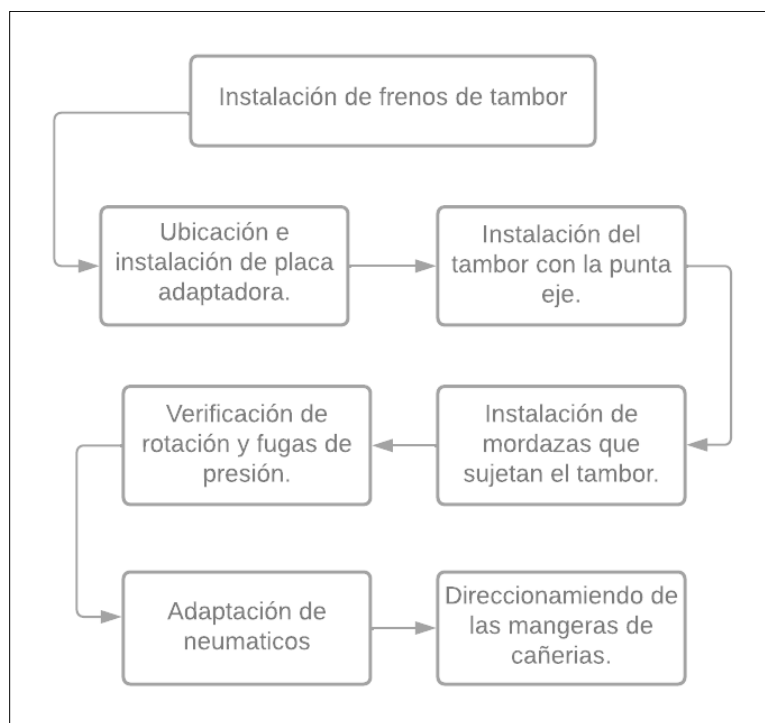 Instalación de frenos de tambor
Ubicación e
instalación de placa
adaptadora.
Instalación del
tambor con la punta
eje.
Instalación de
mordazas que
sujetan el tambor.
Verificación de
rotación y fugas de
presión.
Adaptación de
neumaticos
Direccionamiendo de
las mangeras de
cañerias.